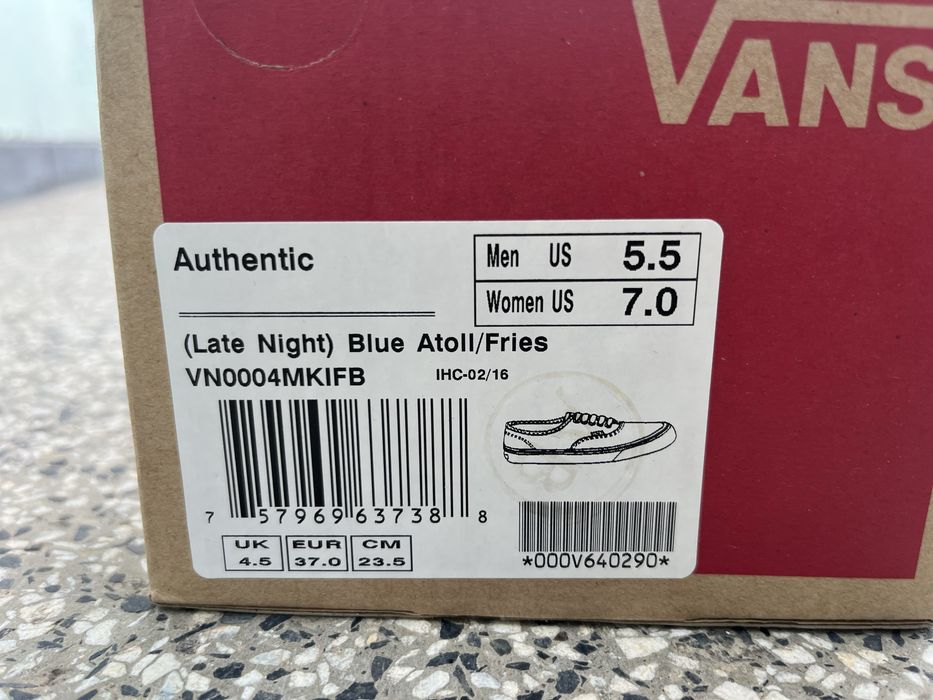 VANS
Authentic
Men US 5.5
Women US 7.0
(Late Night) Blue Atoll/Fries
VN0004MKIFB IHC-02/16
7 57969 63738 8
*000V640290*
UK EUR CM
4.5 37.0 23.5